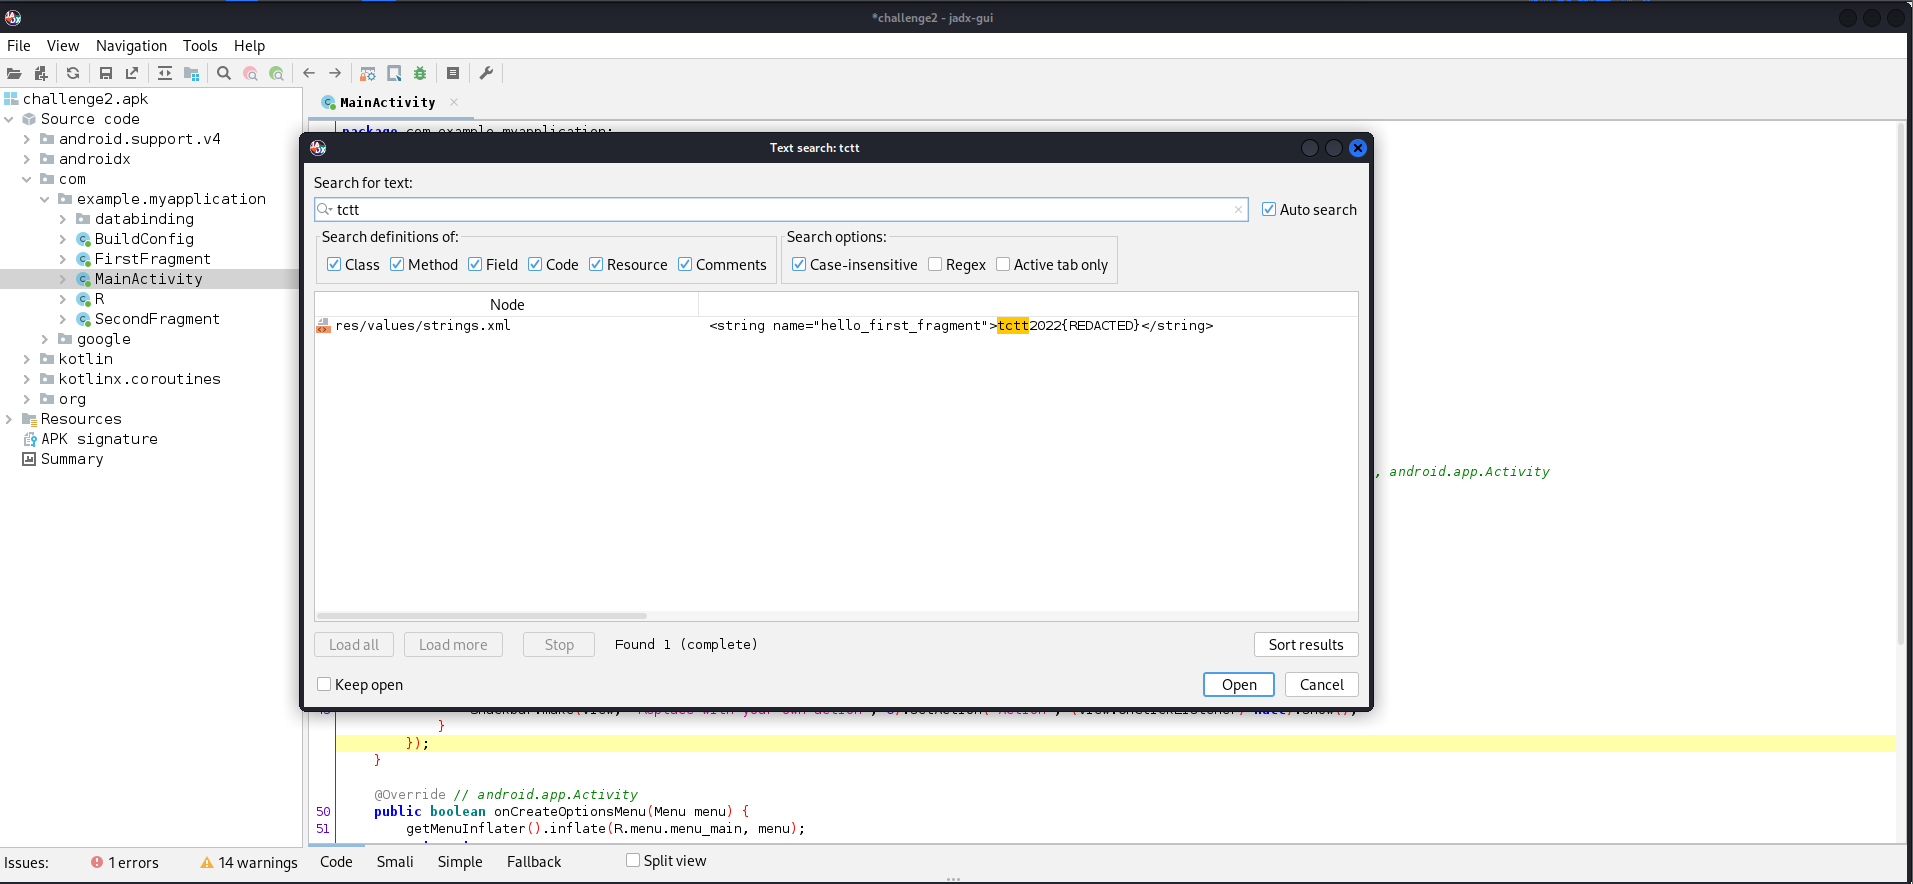 *challenge2 - jadx-gui
File View Navigation Tools Help
challenge2.apk
Source code
android.support.v4
androidx
com
example.myapplication
databinding
BuildConfig
FirstFragment
MainActivity
R
SecondFragment
google
kotlin
kotlinx.coroutines
org
Resources
APK signature
Summary
MainActivity
package com.example.myapplication;
Text search: tctt
Search for text:
tctt
Auto search
Search definitions of:
Class Method Field Code Resource Comments
Search options:
Case-insensitive Regex Active tab only
Node
res/values/strings.xml <string name="hello_first_fragment">tctt2022{REDACTED}</string>
Load all Load more Stop Found 1 (complete) Sort results
Keep open Open Cancel
, android.app.Activity
}
});
}
@Override // android.app.Activity
50 public boolean onCreateOptionsMenu(Menu menu) {
51 getMenuInflater().inflate(R.menu.menu_main, menu);
Issues: 1 errors 14 warnings Code Smali Simple Fallback Split view